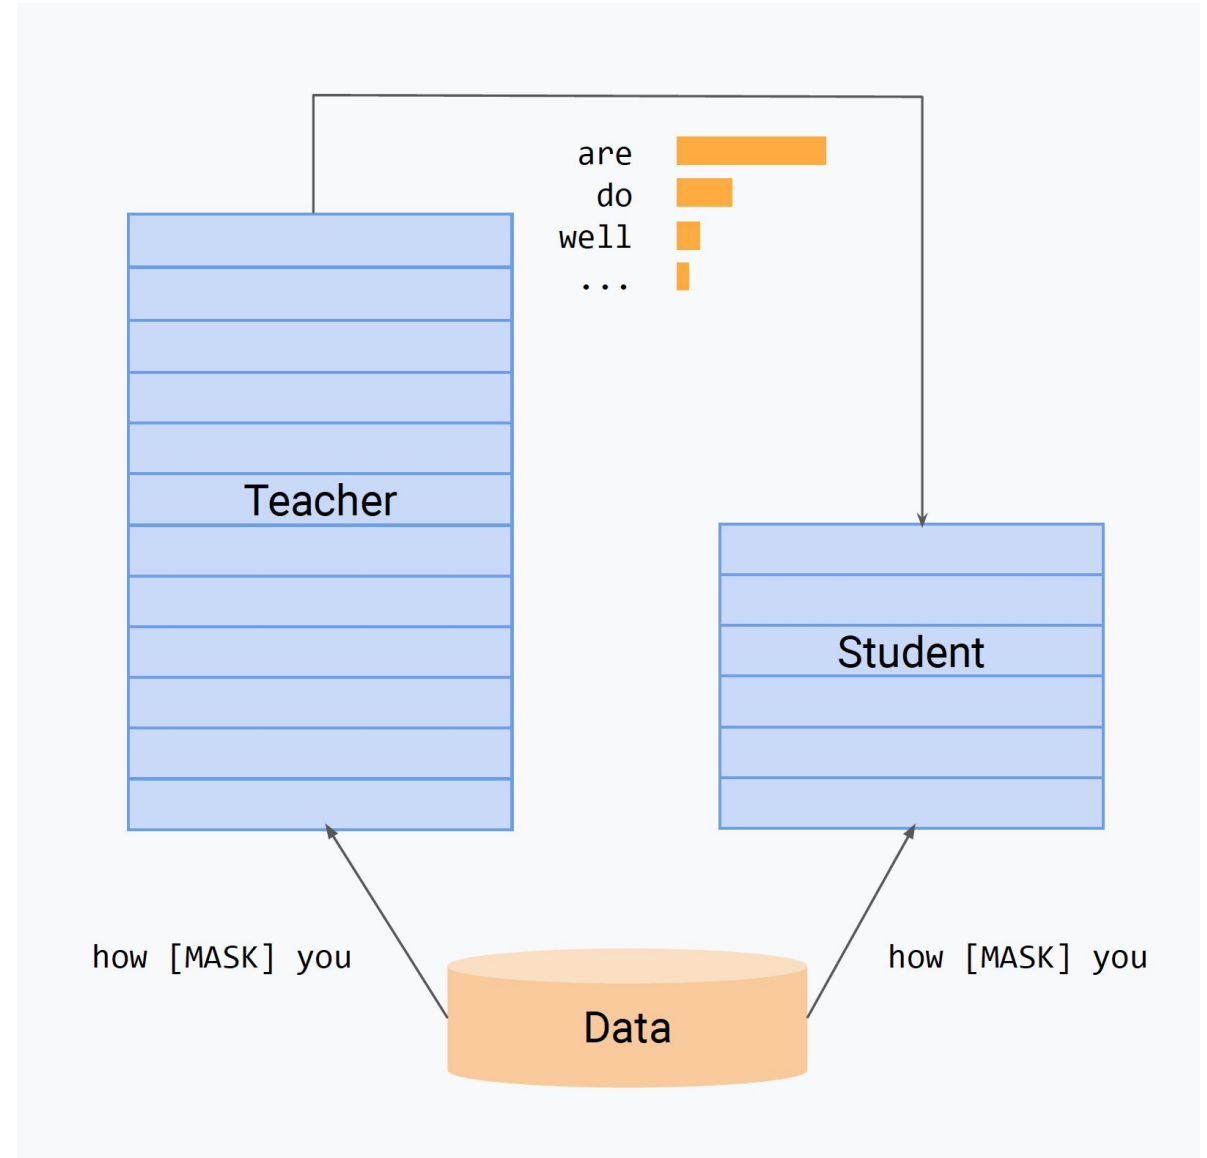 are
do
well
...
Teacher
Student
how [MASK] you
how [MASK] you
Data